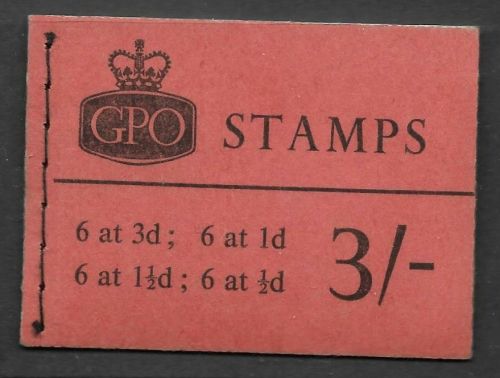 GPO STAMPS
6 at 3d; 6 at 1d
6 at 1½d; 6 at ½d
3/-